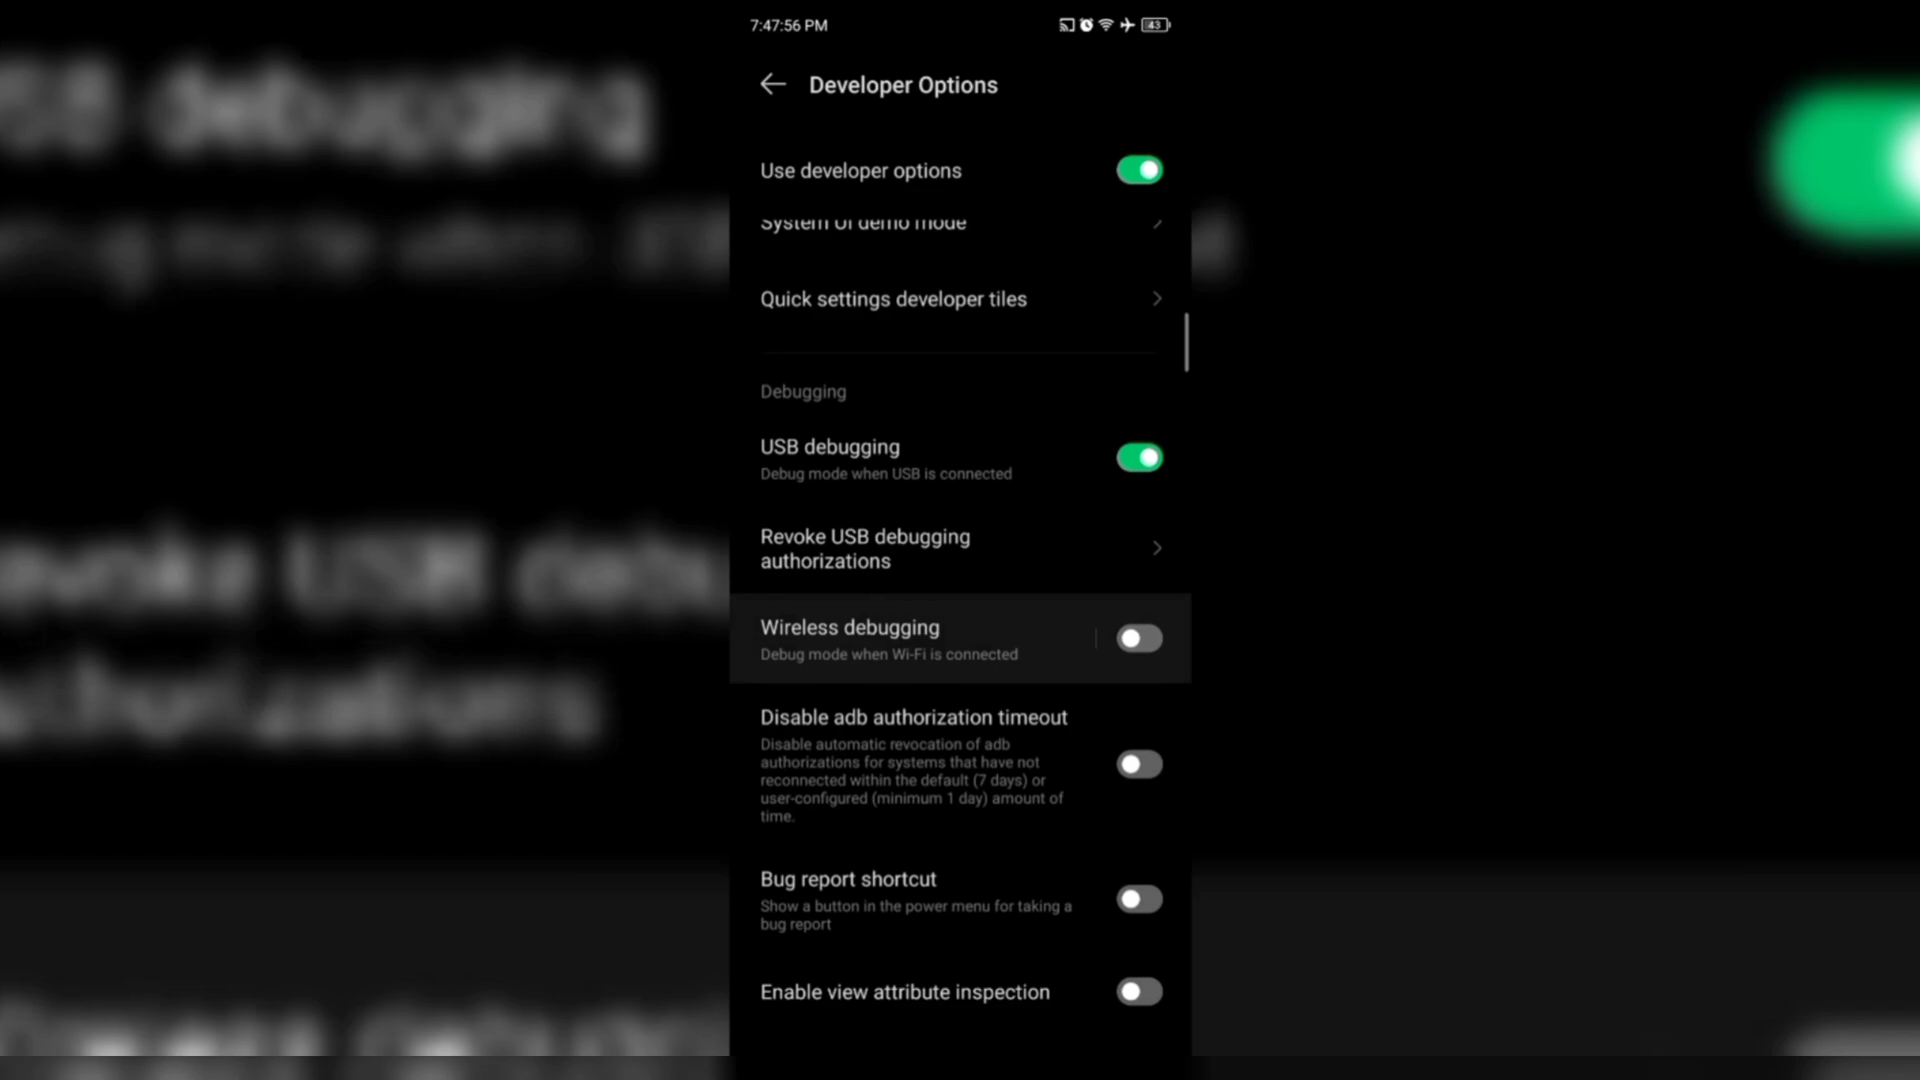 7:47:56 PM
43
Developer Options
Use developer options
System UI demo mode
Quick settings developer tiles
Debugging
USB debugging
Debug mode when USB is connected
Revoke USB debugging
authorizations
Wireless debugging
Debug mode when Wi-Fi is connected
Disable adb authorization timeout
Disable automatic revocation of adb
authorizations for systems that have not
reconnected within the default (7 days) or
user-configured (minimum 1 day) amount of
time.
Bug report shortcut
Show a button in the power menu for taking a
bug report
Enable view attribute inspection